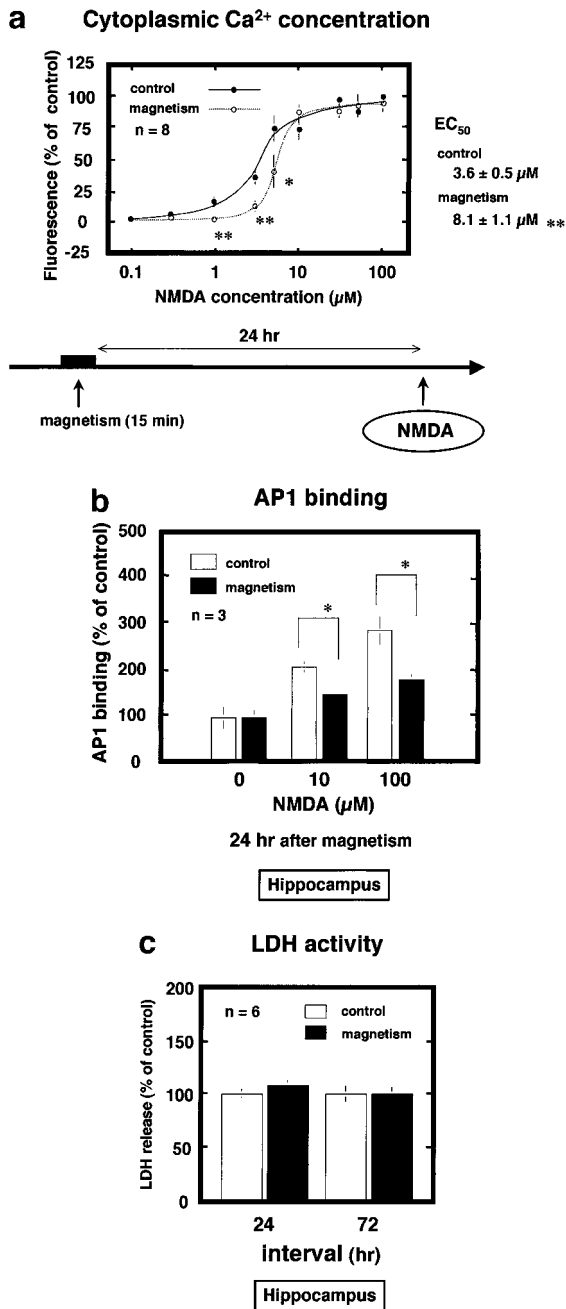 a Cytoplasmic Ca²⁺ concentration
125
100
75
50
25
0
-25
Fluorescence (% of control)
control
magnetism
n = 8
*
**
**
0.1 1 10 100
NMDA concentration (µM)
EC₅₀
control
3.6 ± 0.5 µM
magnetism
8.1 ± 1.1 µM **
24 hr
magnetism (15 min)
NMDA
b AP1 binding
500
400
300
200
100
0
AP1 binding (% of control)
control
magnetism
n = 3
*
*
0 10 100
NMDA (µM)
24 hr after magnetism
Hippocampus
c LDH activity
200
150
100
50
0
LDH release (% of control)
n = 6
control
magnetism
24 72
interval (hr)
Hippocampus